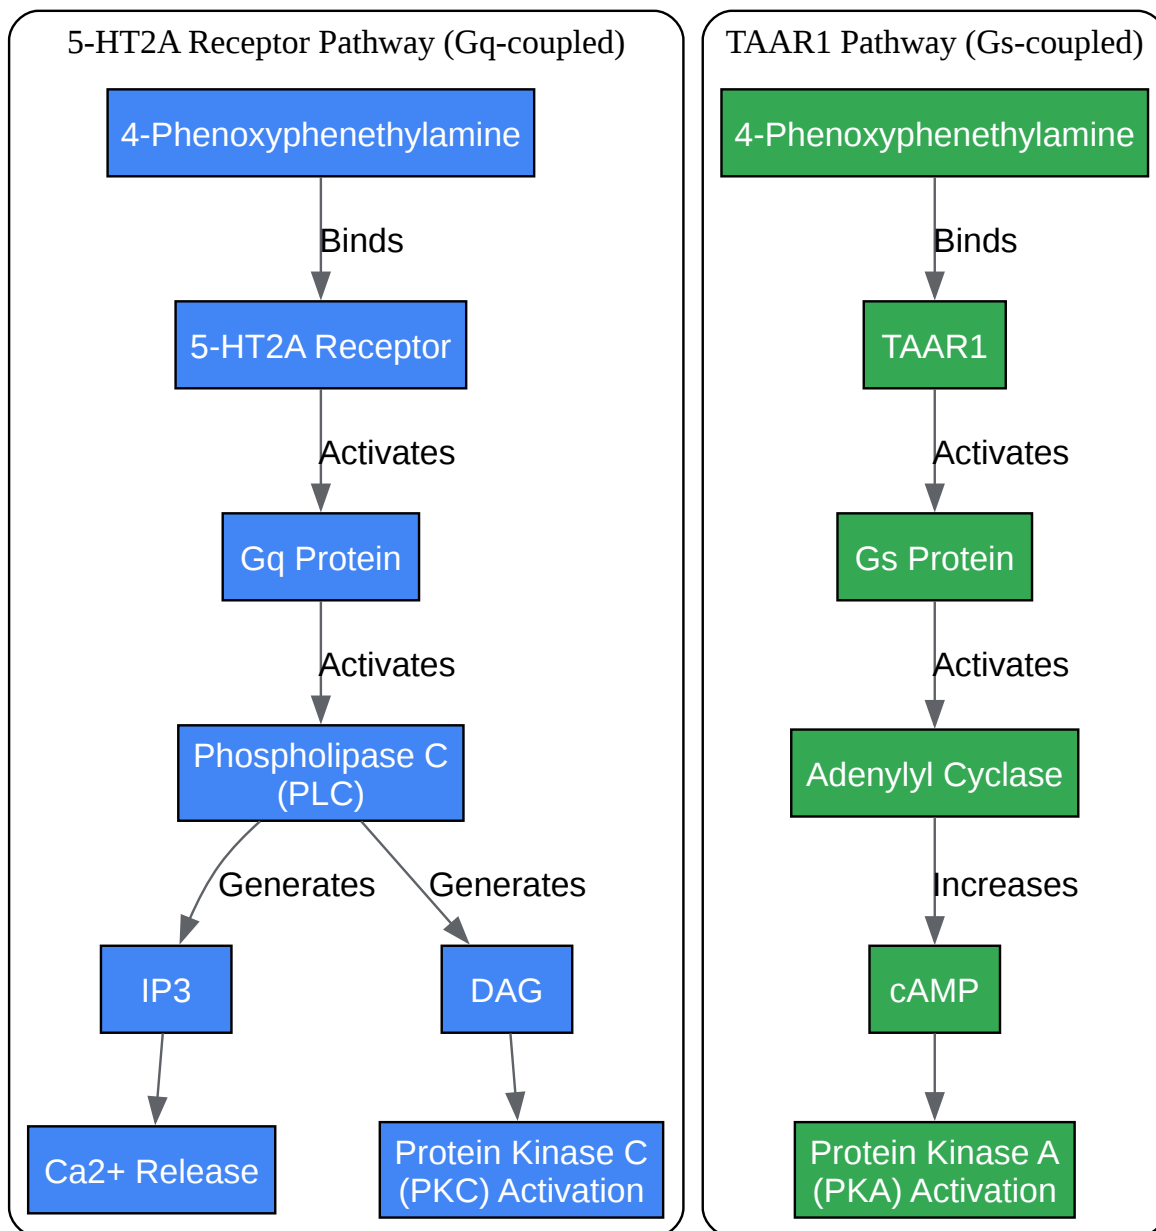 5-HT2A Receptor Pathway (Gq-coupled)
4-Phenoxyphenethylamine
Binds
5-HT2A Receptor
Activates
Gq Protein
Activates
Phospholipase C
(PLC)
Generates
Generates
IP3
DAG
Ca2+ Release
Protein Kinase C
(PKC) Activation
TAAR1 Pathway (Gs-coupled)
4-Phenoxyphenethylamine
Binds
TAAR1
Activates
Gs Protein
Activates
Adenylyl Cyclase
Increases
cAMP
Protein Kinase A
(PKA) Activation